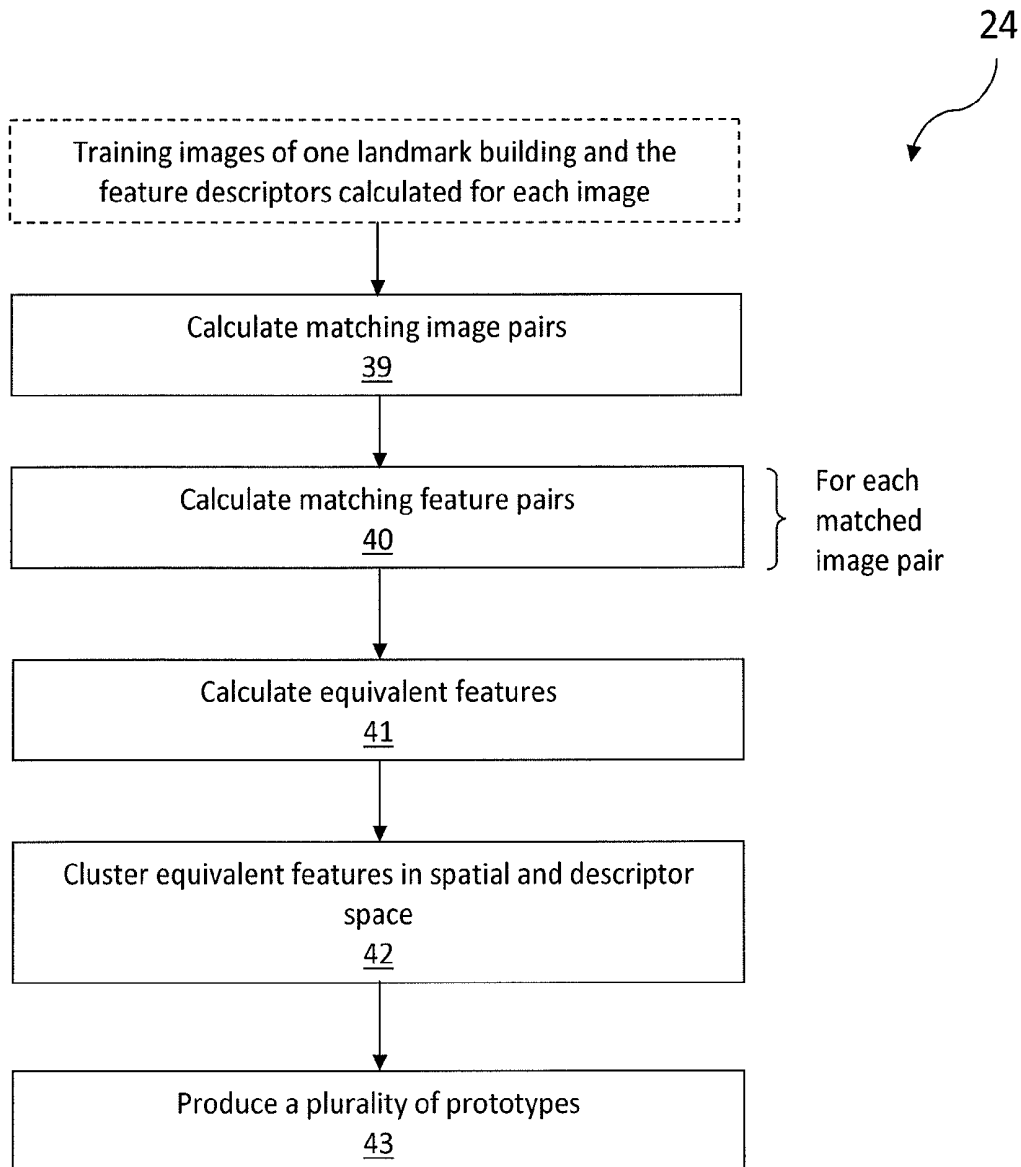 24
Training images of one landmark building and the
feature descriptors calculated for each image
Calculate matching image pairs
39
Calculate matching feature pairs
40
For each
matched
image pair
Calculate equivalent features
41
Cluster equivalent features in spatial and descriptor
space
42
Produce a plurality of prototypes
43